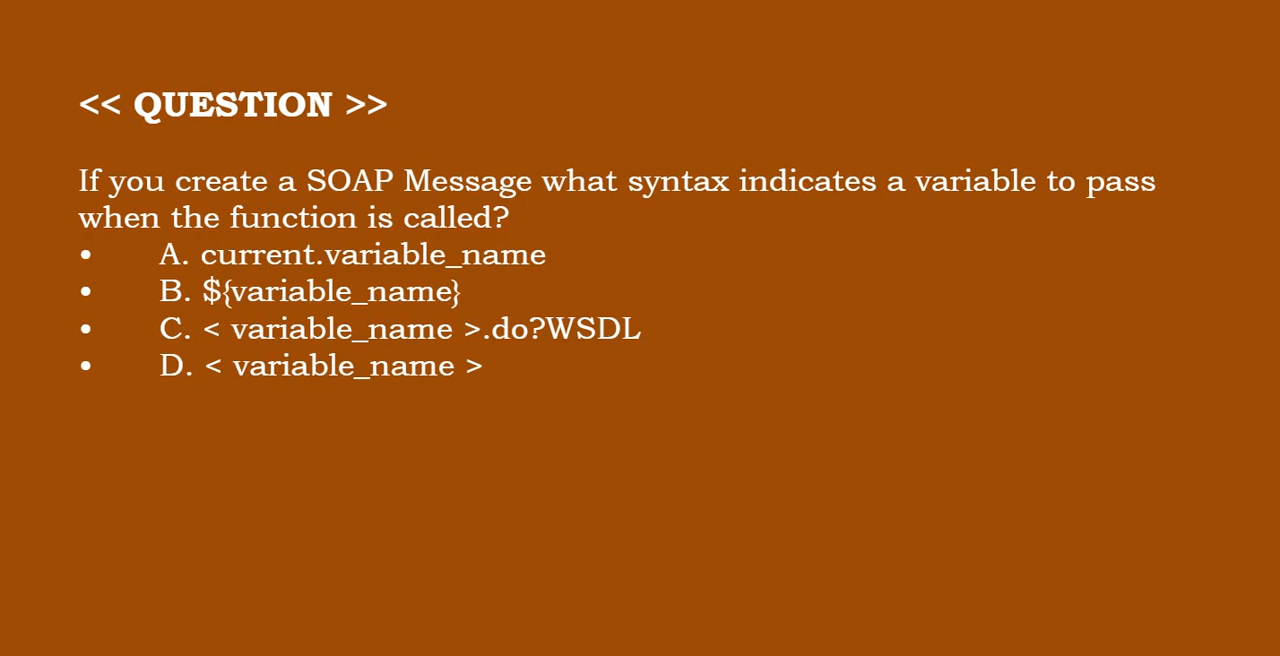 << QUESTION >>
If you create a SOAP Message what syntax indicates a variable to pass
when the function is called?
• A. current.variable_name
• B. ${variable_name}
• C. < variable_name >.do?WSDL
• D. < variable_name >